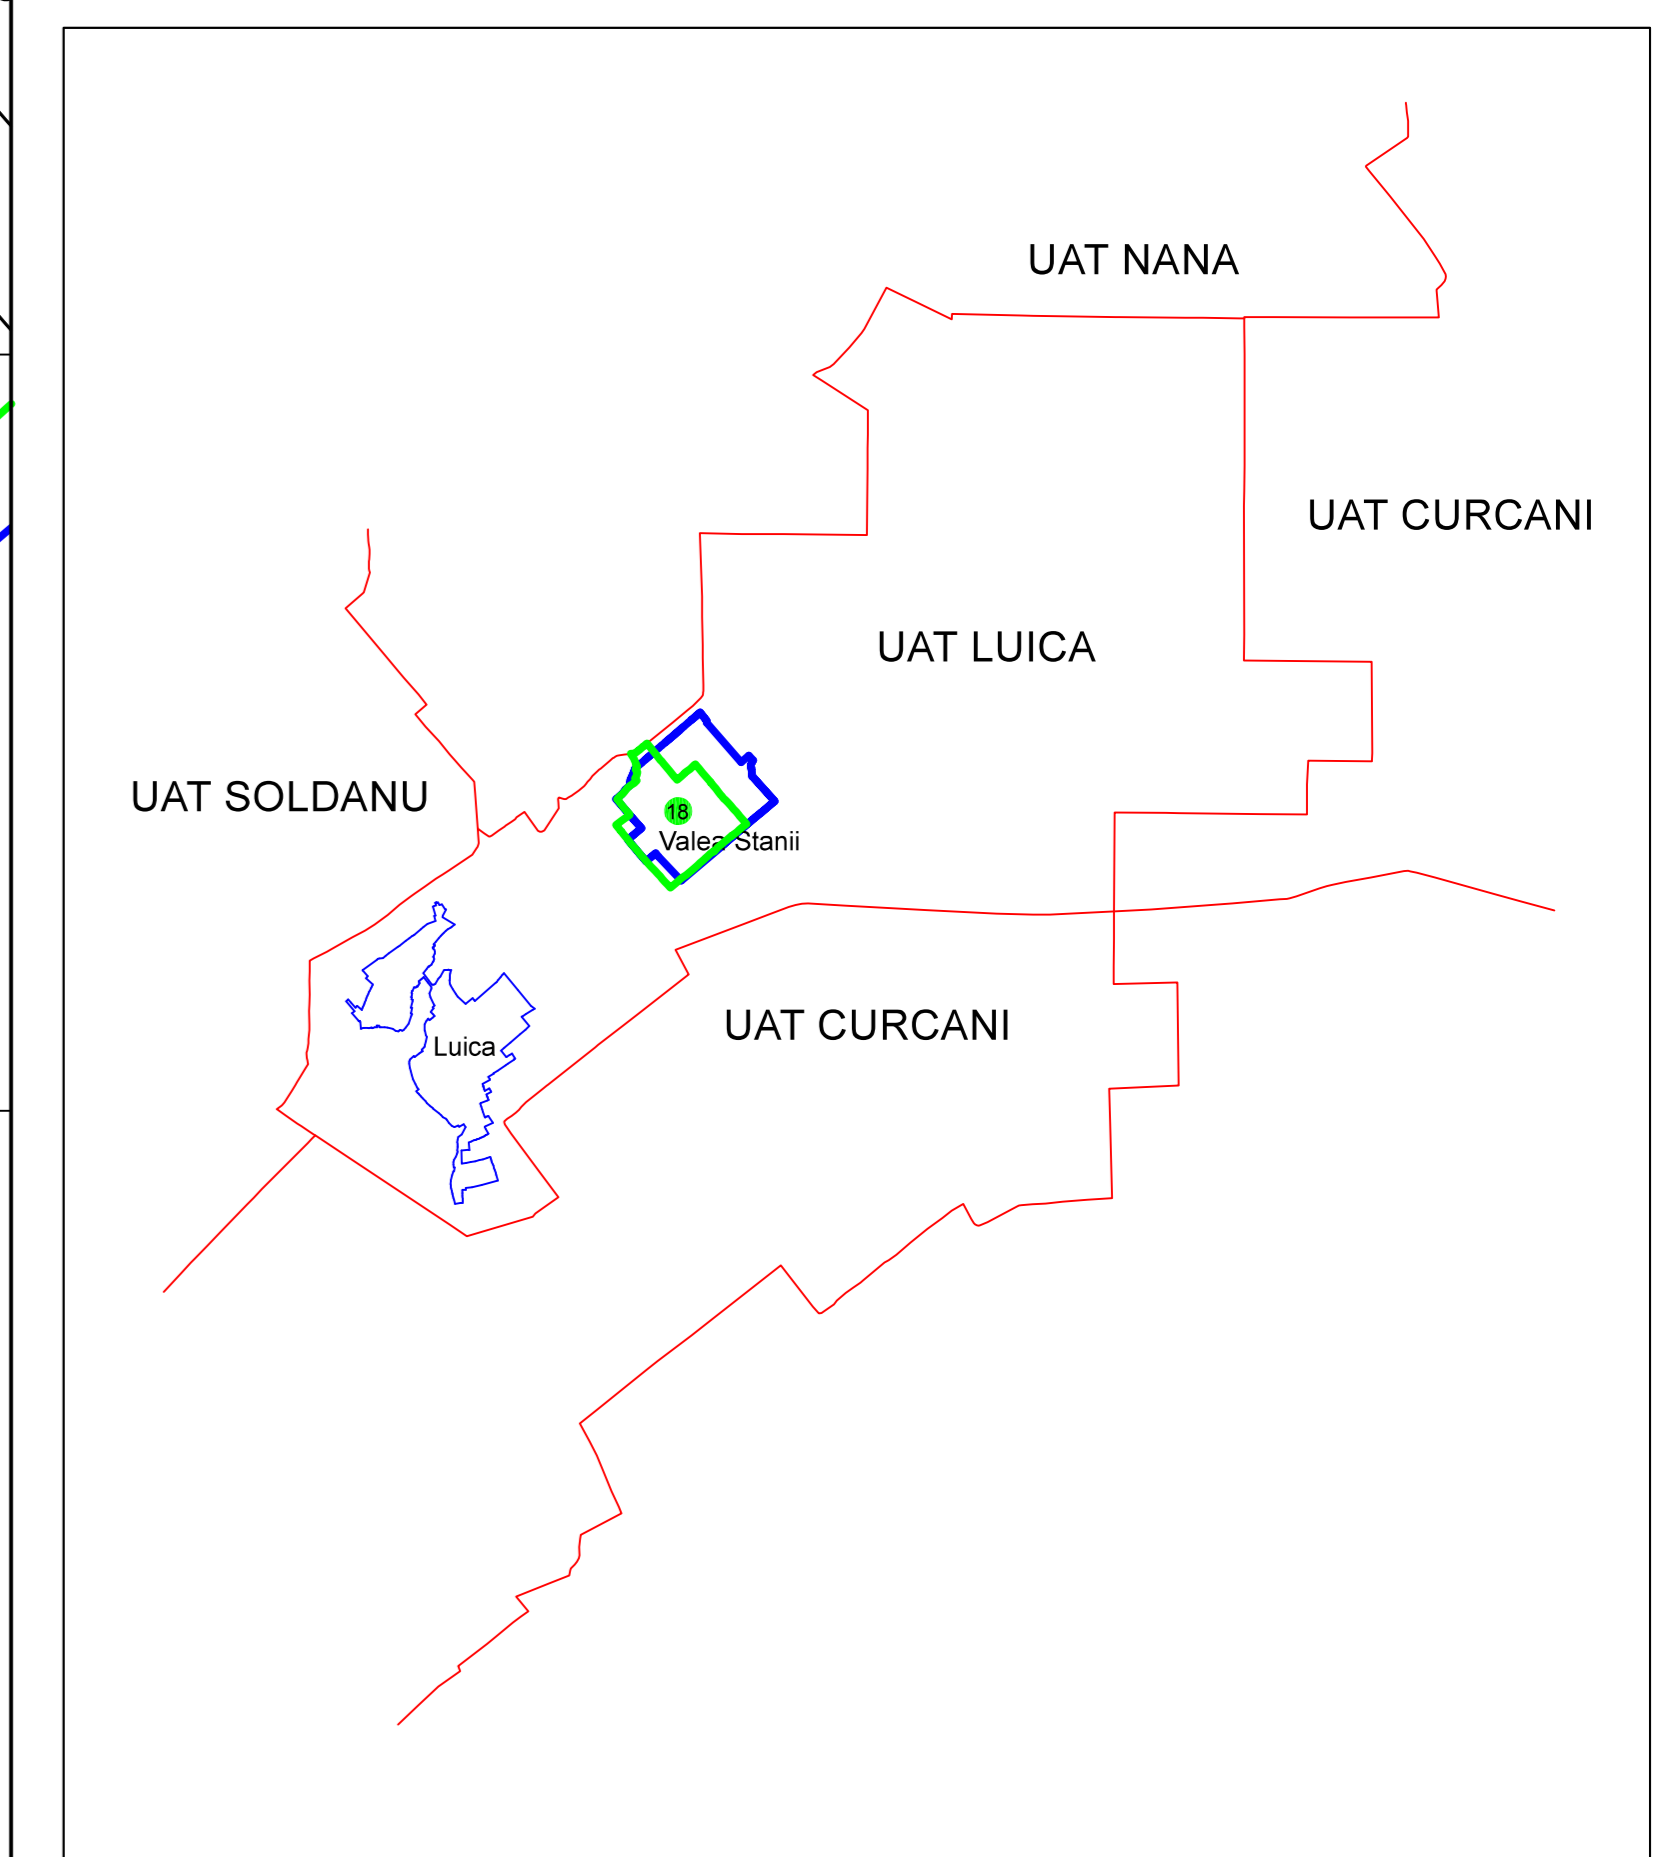 UAT NANA
UAT CURCANI
UAT LUICA
UAT SOLDANU
18
Valea Stanii
UAT CURCANI
Luica